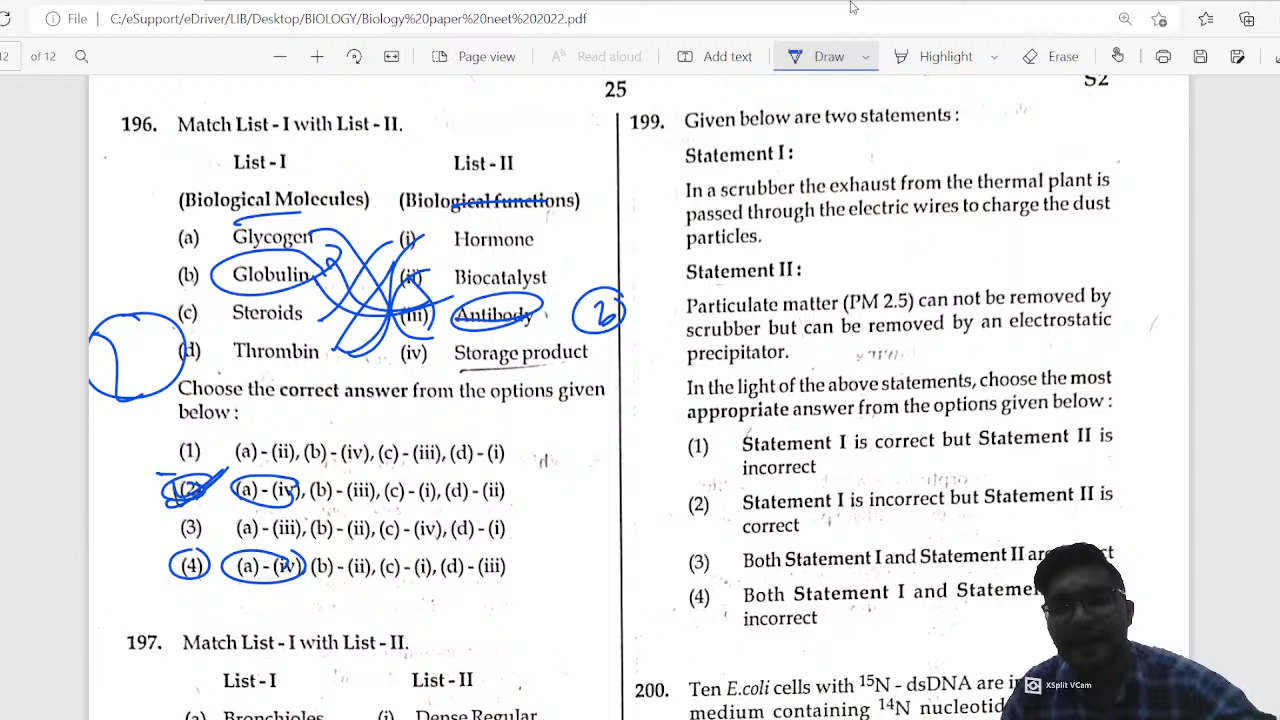 File C:/eSupport/eDriver/LIB/Desktop/BIOLOGY/Biology%20paper%20neet%202022.pdf
12 of 12 Page view Read aloud Add text Draw Highlight Erase
25
S2
196. Match List - I with List - II.
List - I List - II
(Biological Molecules) (Biological functions)
(a) Glycogen (i) Hormone
(b) Globulin (ii) Biocatalyst
(c) Steroids (iii) Antibody
(d) Thrombin (iv) Storage product
Choose the correct answer from the options given
below :
(1) (a) - (ii), (b) - (iv), (c) - (iii), (d) - (i)
(2) (a) - (iv), (b) - (iii), (c) - (i), (d) - (ii)
(3) (a) - (iii), (b) - (ii), (c) - (iv), (d) - (i)
(4) (a) - (iv), (b) - (ii), (c) - (i), (d) - (iii)
197. Match List - I with List - II.
List - I List - II
(a) Bronchioles (i) Dense Regular
199. Given below are two statements :
Statement I :
In a scrubber the exhaust from the thermal plant is
passed through the electric wires to charge the dust
particles.
Statement II :
Particulate matter (PM 2.5) can not be removed by
scrubber but can be removed by an electrostatic
precipitator.
In the light of the above statements, choose the most
appropriate answer from the options given below :
(1) Statement I is correct but Statement II is
incorrect
(2) Statement I is incorrect but Statement II is
correct
(3) Both Statement I and Statement II are
(4) Both Statement I and
incorrect
200. Ten E.coli cells with 15N - dsDNA are
medium containing 14N
XSplit VCam